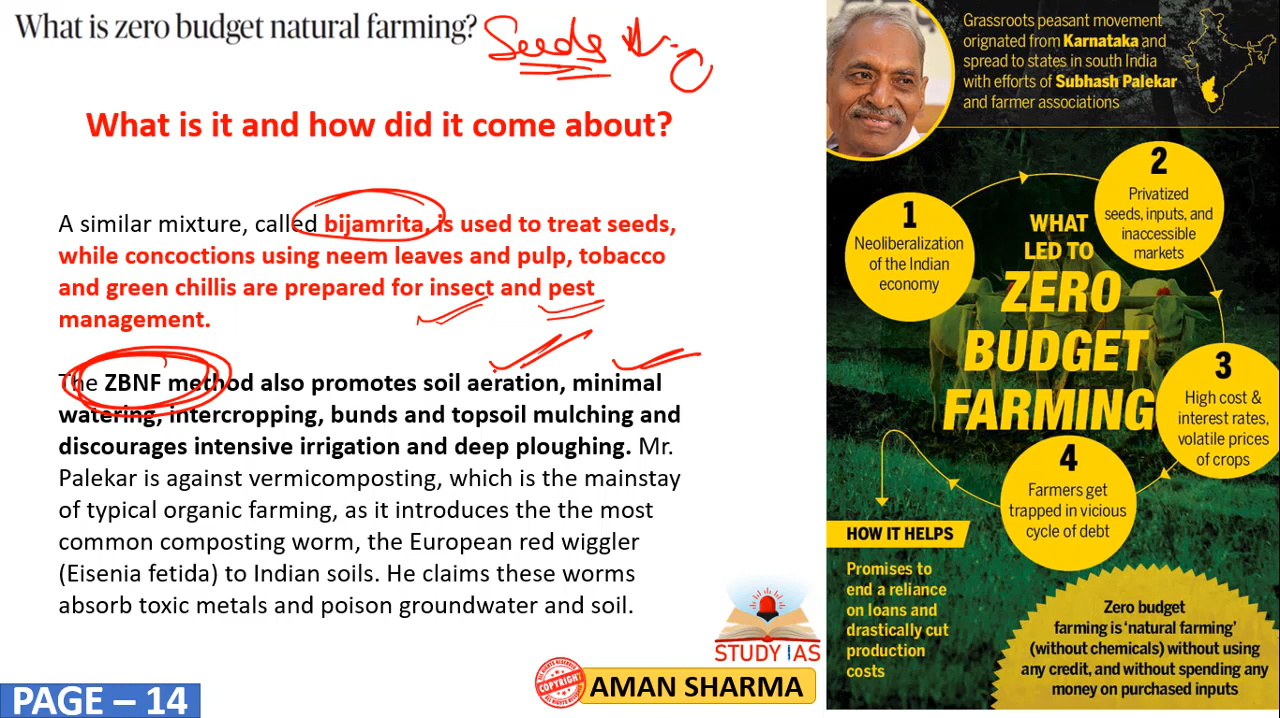 What is zero budget natural farming?
Seeds
What is it and how did it come about?
A similar mixture, called bijamrita, is used to treat seeds,
while concoctions using neem leaves and pulp, tobacco
and green chillis are prepared for insect and pest
management.
The ZBNF method also promotes soil aeration, minimal
watering, intercropping, bunds and topsoil mulching and
discourages intensive irrigation and deep ploughing. Mr.
Palekar is against vermicomposting, which is the mainstay
of typical organic farming, as it introduces the the most
common composting worm, the European red wiggler
(Eisenia fetida) to Indian soils. He claims these worms
absorb toxic metals and poison groundwater and soil.
PAGE – 14
STUDY IAS
COPYRIGHT
AMAN SHARMA
Grassroots peasant movement
orignated from Karnataka and
spread to states in south India
with efforts of Subhash Palekar
and farmer associations
WHAT
LED TO
ZERO
BUDGET
FARMING
1
Neoliberalization
of the Indian
economy
2
Privatized
seeds, inputs, and
inaccessible
markets
3
High cost &
interest rates,
volatile prices
of crops
4
Farmers get
trapped in vicious
cycle of debt
HOW IT HELPS
Promises to
end a reliance
on loans and
drastically cut
production
costs
Zero budget
farming is ‘natural farming’
(without chemicals) without using
any credit, and without spending any
money on purchased inputs